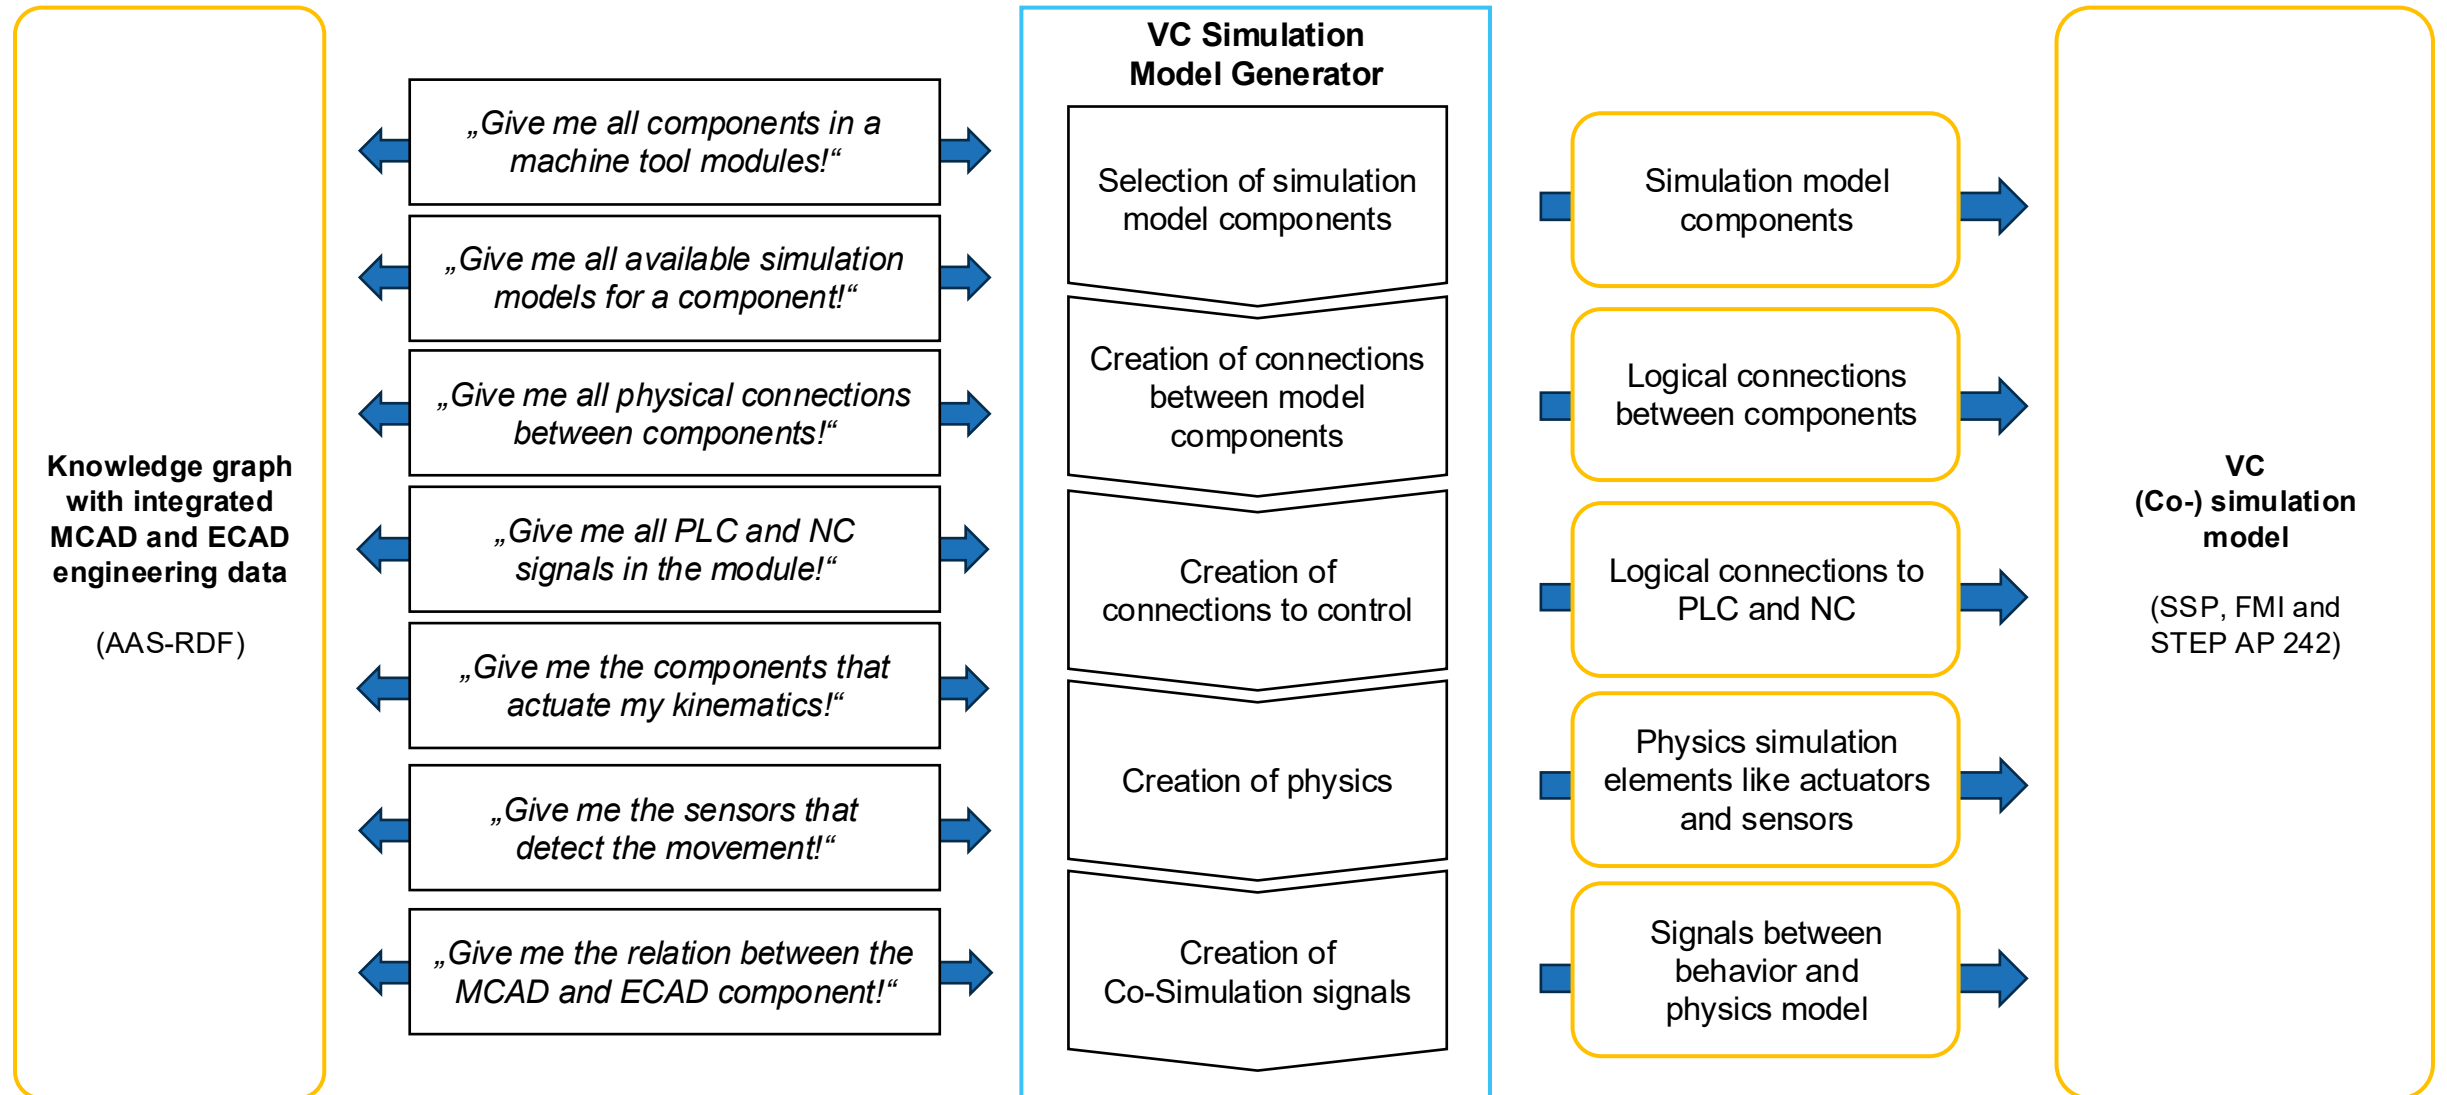 Knowledge graph
with integrated
MCAD and ECAD
engineering data
(AAS-RDF)
„Give me all components in a
machine tool modules!“
„Give me all available simulation
models for a component!“
„Give me all physical connections
between components!“
„Give me all PLC and NC
signals in the module!“
„Give me the components that
actuate my kinematics!“
„Give me the sensors that
detect the movement!“
„Give me the relation between the
MCAD and ECAD component!“
VC Simulation
Model Generator
Selection of simulation
model components
Creation of connections
between model
components
Creation of
connections to control
Creation of physics
Creation of
Co-Simulation signals
Simulation model
components
Logical connections
between components
Logical connections to
PLC and NC
Physics simulation
elements like actuators
and sensors
Signals between
behavior and
physics model
VC
(Co-) simulation
model
(SSP, FMI and
STEP AP 242)